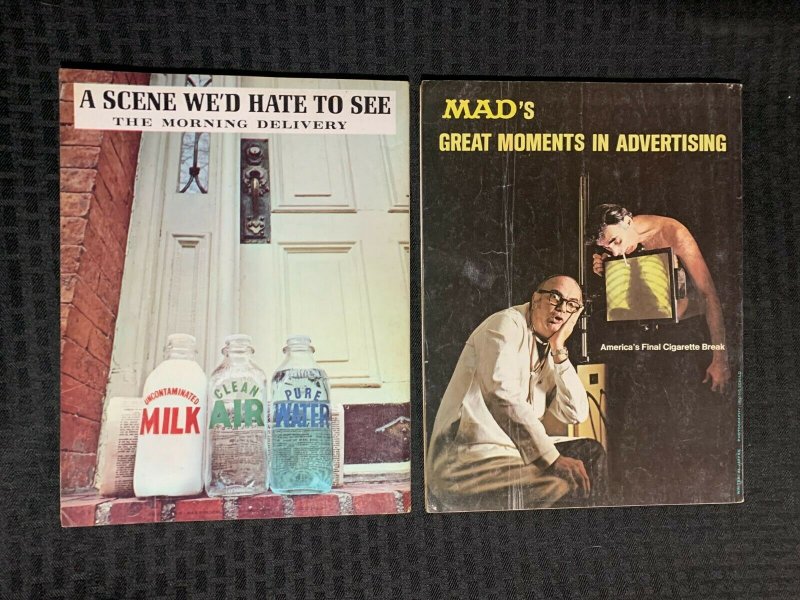 A SCENE WE'D HATE TO SEE
THE MORNING DELIVERY
UNCONTAMINATED
MILK
CLEAN
AIR
PURE
WATER
MAD'S
GREAT MOMENTS IN ADVERTISING
America's Final Cigarette Break